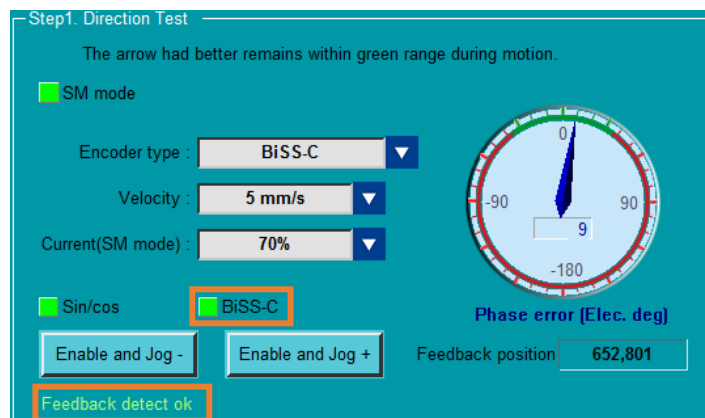 Step1. Direction Test
The arrow had better remains within green range during motion.
SM mode
Encoder type : BiSS-C
Velocity : 5 mm/s
Current(SM mode) : 70%
0
-90 90
9
-180
Phase error (Elec. deg)
Sin/cos BiSS-C
Enable and Jog - Enable and Jog + Feedback position 652,801
Feedback detect ok